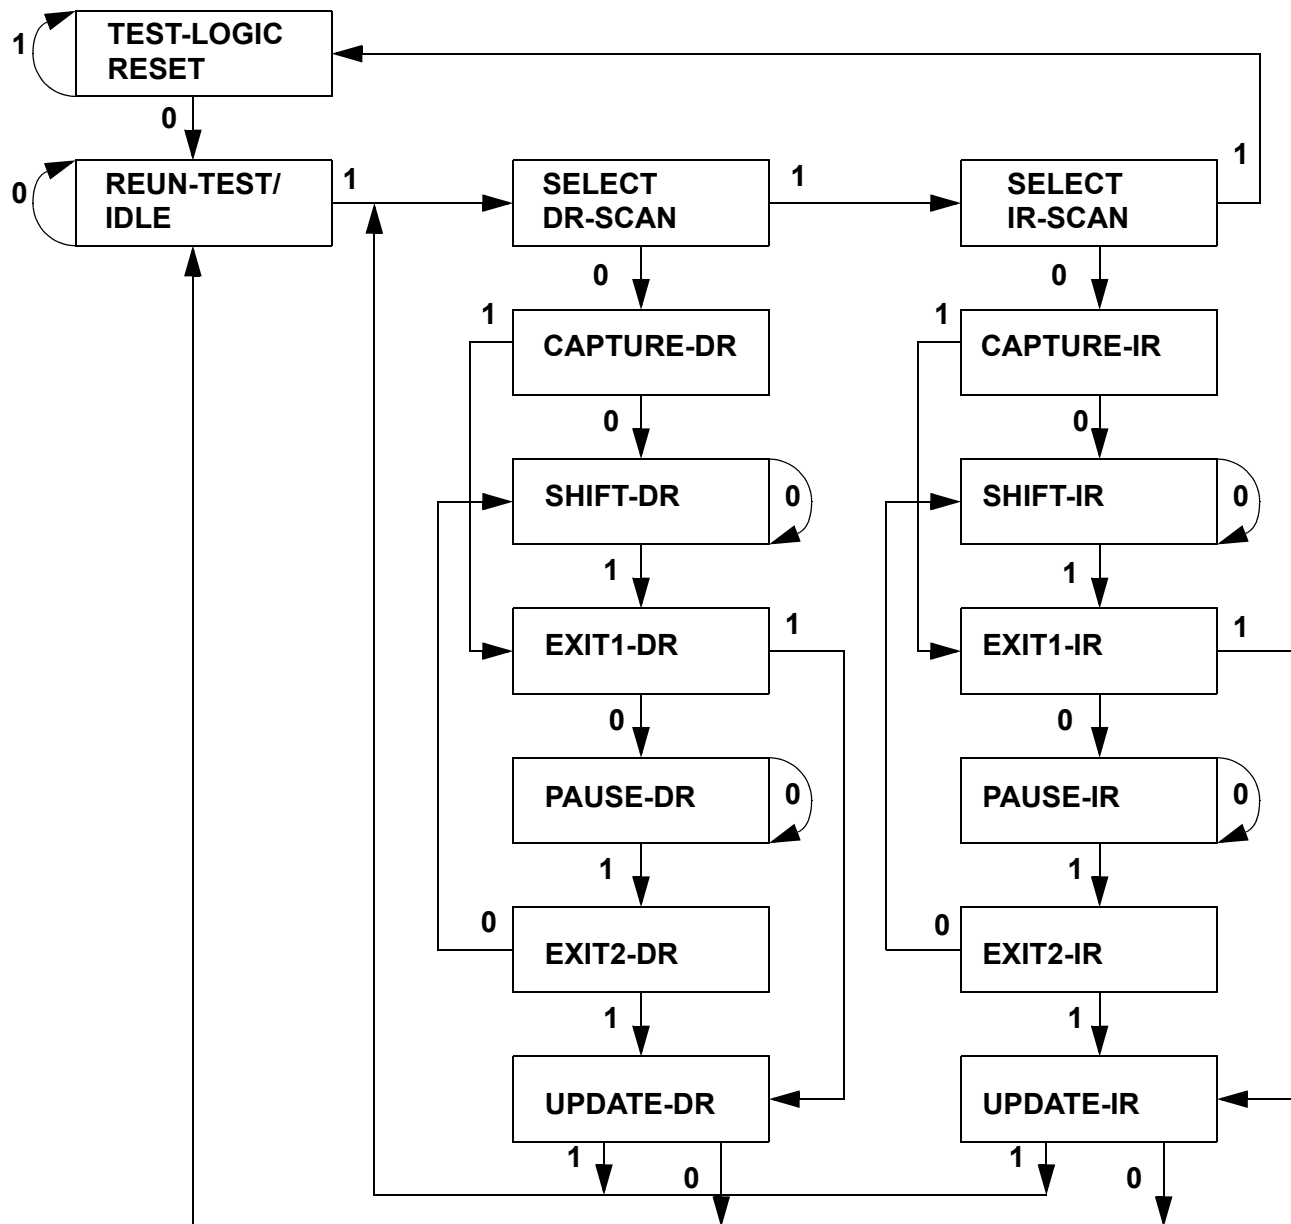 TEST-LOGIC
RESET
1
0
REUN-TEST/
IDLE
0
1
SELECT
DR-SCAN
1
SELECT
IR-SCAN
1
0
0
1
CAPTURE-DR
1
CAPTURE-IR
0
0
SHIFT-DR
0
SHIFT-IR
0
1
1
EXIT1-DR
1
EXIT1-IR
1
0
0
PAUSE-DR
0
PAUSE-IR
0
1
1
0
EXIT2-DR
0
EXIT2-IR
1
1
UPDATE-DR
UPDATE-IR
1
0
1
0